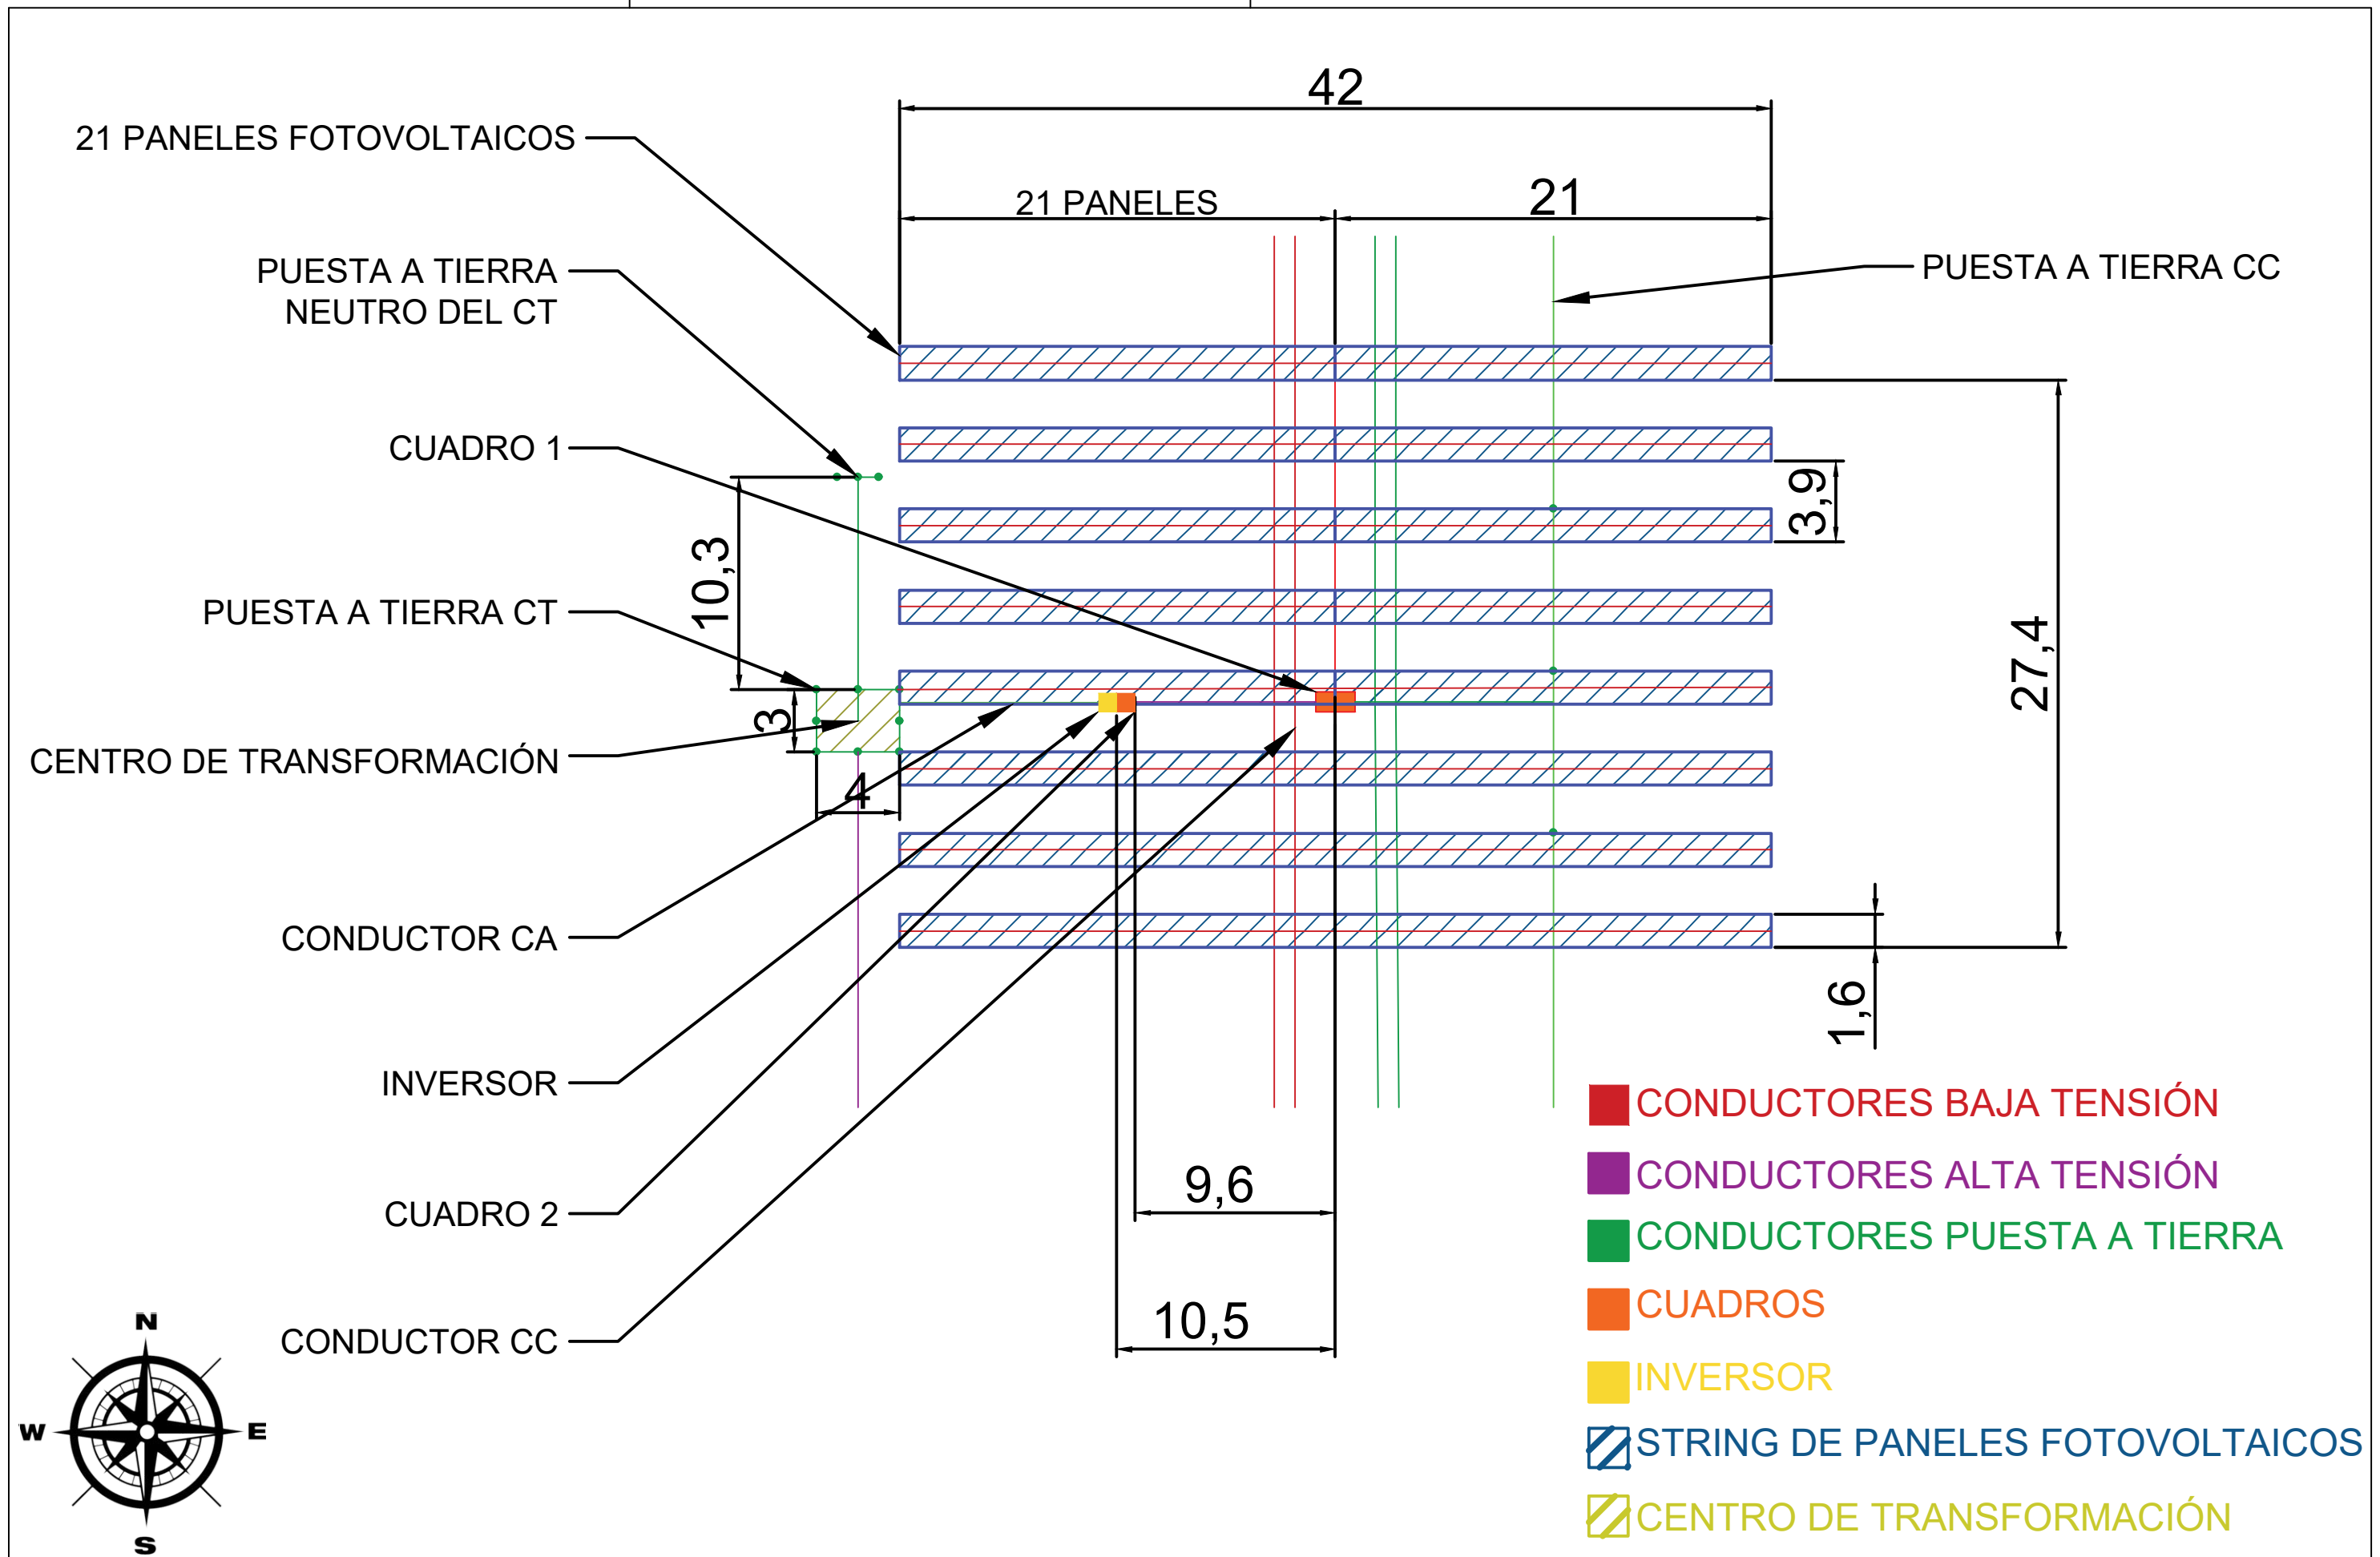 42
21 PANELES FOTOVOLTAICOS
21 PANELES
21
PUESTA A TIERRA
NEUTRO DEL CT
PUESTA A TIERRA CC
CUADRO 1
3,9
10,3
PUESTA A TIERRA CT
27,4
3
CENTRO DE TRANSFORMACIÓN
4
CONDUCTOR CA
1,6
INVERSOR
CUADRO 2
9,6
10,5
CONDUCTOR CC
CONDUCTORES BAJA TENSIÓN
CONDUCTORES ALTA TENSIÓN
CONDUCTORES PUESTA A TIERRA
CUADROS
INVERSOR
STRING DE PANELES FOTOVOLTAICOS
CENTRO DE TRANSFORMACIÓN
N
W
E
S